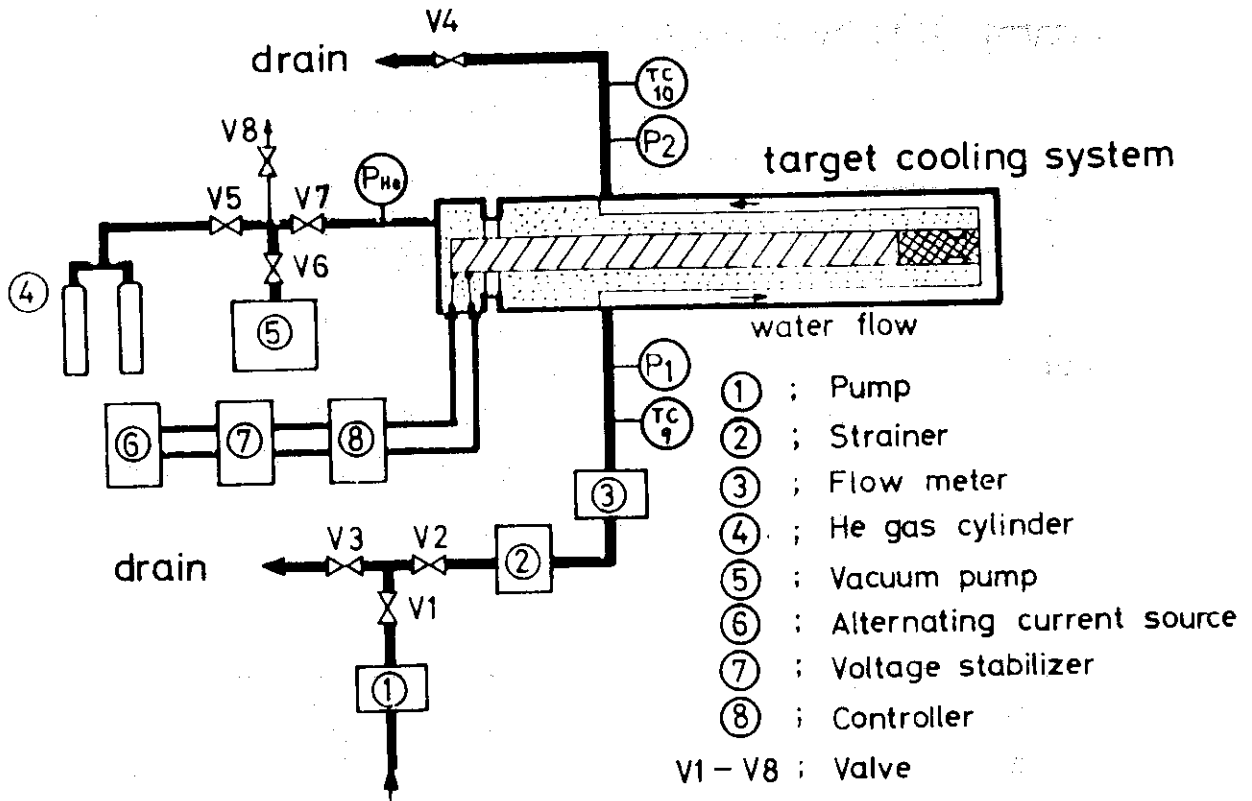 V4
drain
TC 10
P2
V8
PHe
target cooling system
V5
V7
V6
4
5
water flow
P1
TC 9
6
7
8
3
V3
V2
2
drain
V1
1
1 ; Pump
2 ; Strainer
3 ; Flow meter
4 ; He gas cylinder
5 ; Vacuum pump
6 ; Alternating current source
7 ; Voltage stabilizer
8 ; Controller
V1 - V8 ; Valve